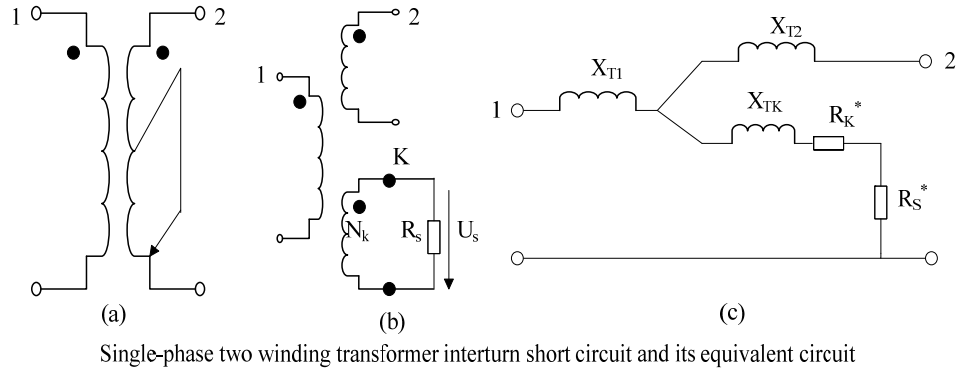 1
2
(a)
1
2
K
N_k
R_s
U_s
(b)
1
X_T1
X_T2
2
X_TK
R_K*
R_S*
(c)
Single-phase two winding transformer interturn short circuit and its equivalent circuit